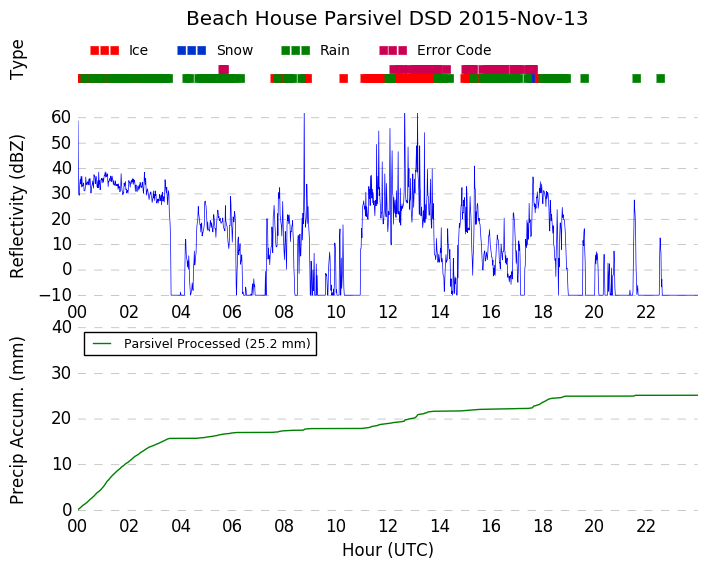 Beach House Parsivel DSD 2015-Nov-13
Type
Ice Snow Rain Error Code
Reflectivity (dBZ)
60
50
40
30
20
10
0
−10
00 02 04 06 08 10 12 14 16 18 20 22
Precip Accum. (mm)
40
30
20
10
0
Parsivel Processed (25.2 mm)
00 02 04 06 08 10 12 14 16 18 20 22
Hour (UTC)